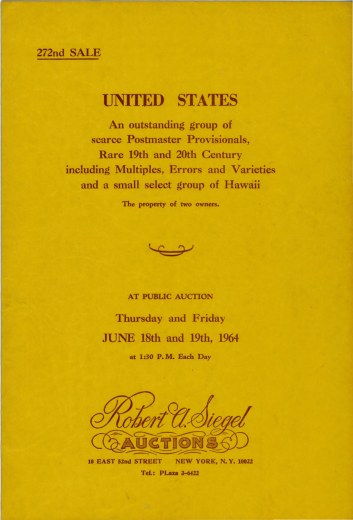 272nd SALE
UNITED STATES
An outstanding group of
scarce Postmaster Provisionals,
Rare 19th and 20th Century
including Multiples, Errors and Varieties
and a small select group of Hawaii
The property of two owners.
AT PUBLIC AUCTION
Thursday and Friday
JUNE 18th and 19th, 1964
at 1:30 P.M. Each Day
Robert A. Siegel
AUCTIONS
10 EAST 52nd STREET NEW YORK, N. Y. 10022
Tel.: PLaza 3-6422